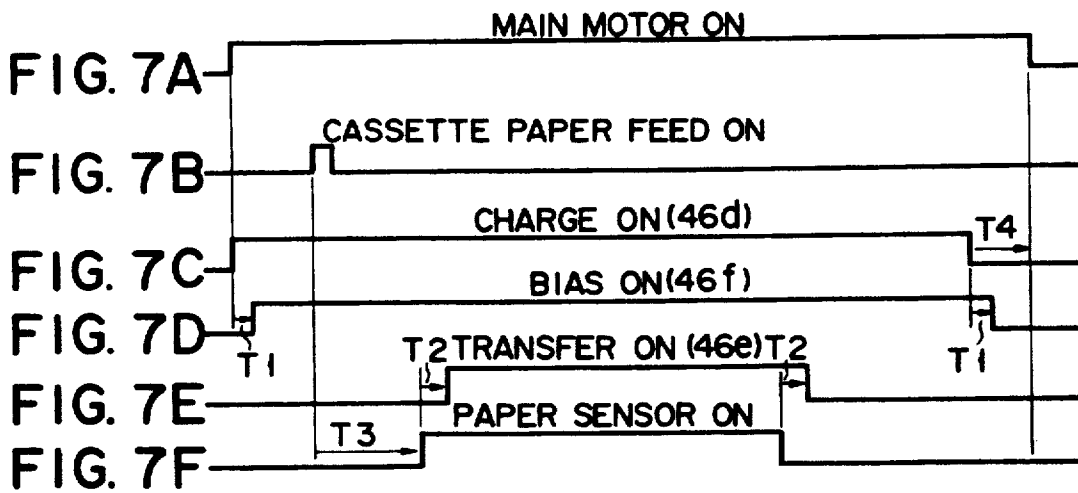 MAIN MOTOR ON
FIG. 7A
CASSETTE PAPER FEED ON
FIG. 7B
CHARGE ON (46d)
T4
FIG. 7C
BIAS ON (46f)
FIG. 7D
T1
T1
T2 TRANSFER ON (46e) T2
FIG. 7E
PAPER SENSOR ON
T3
FIG. 7F